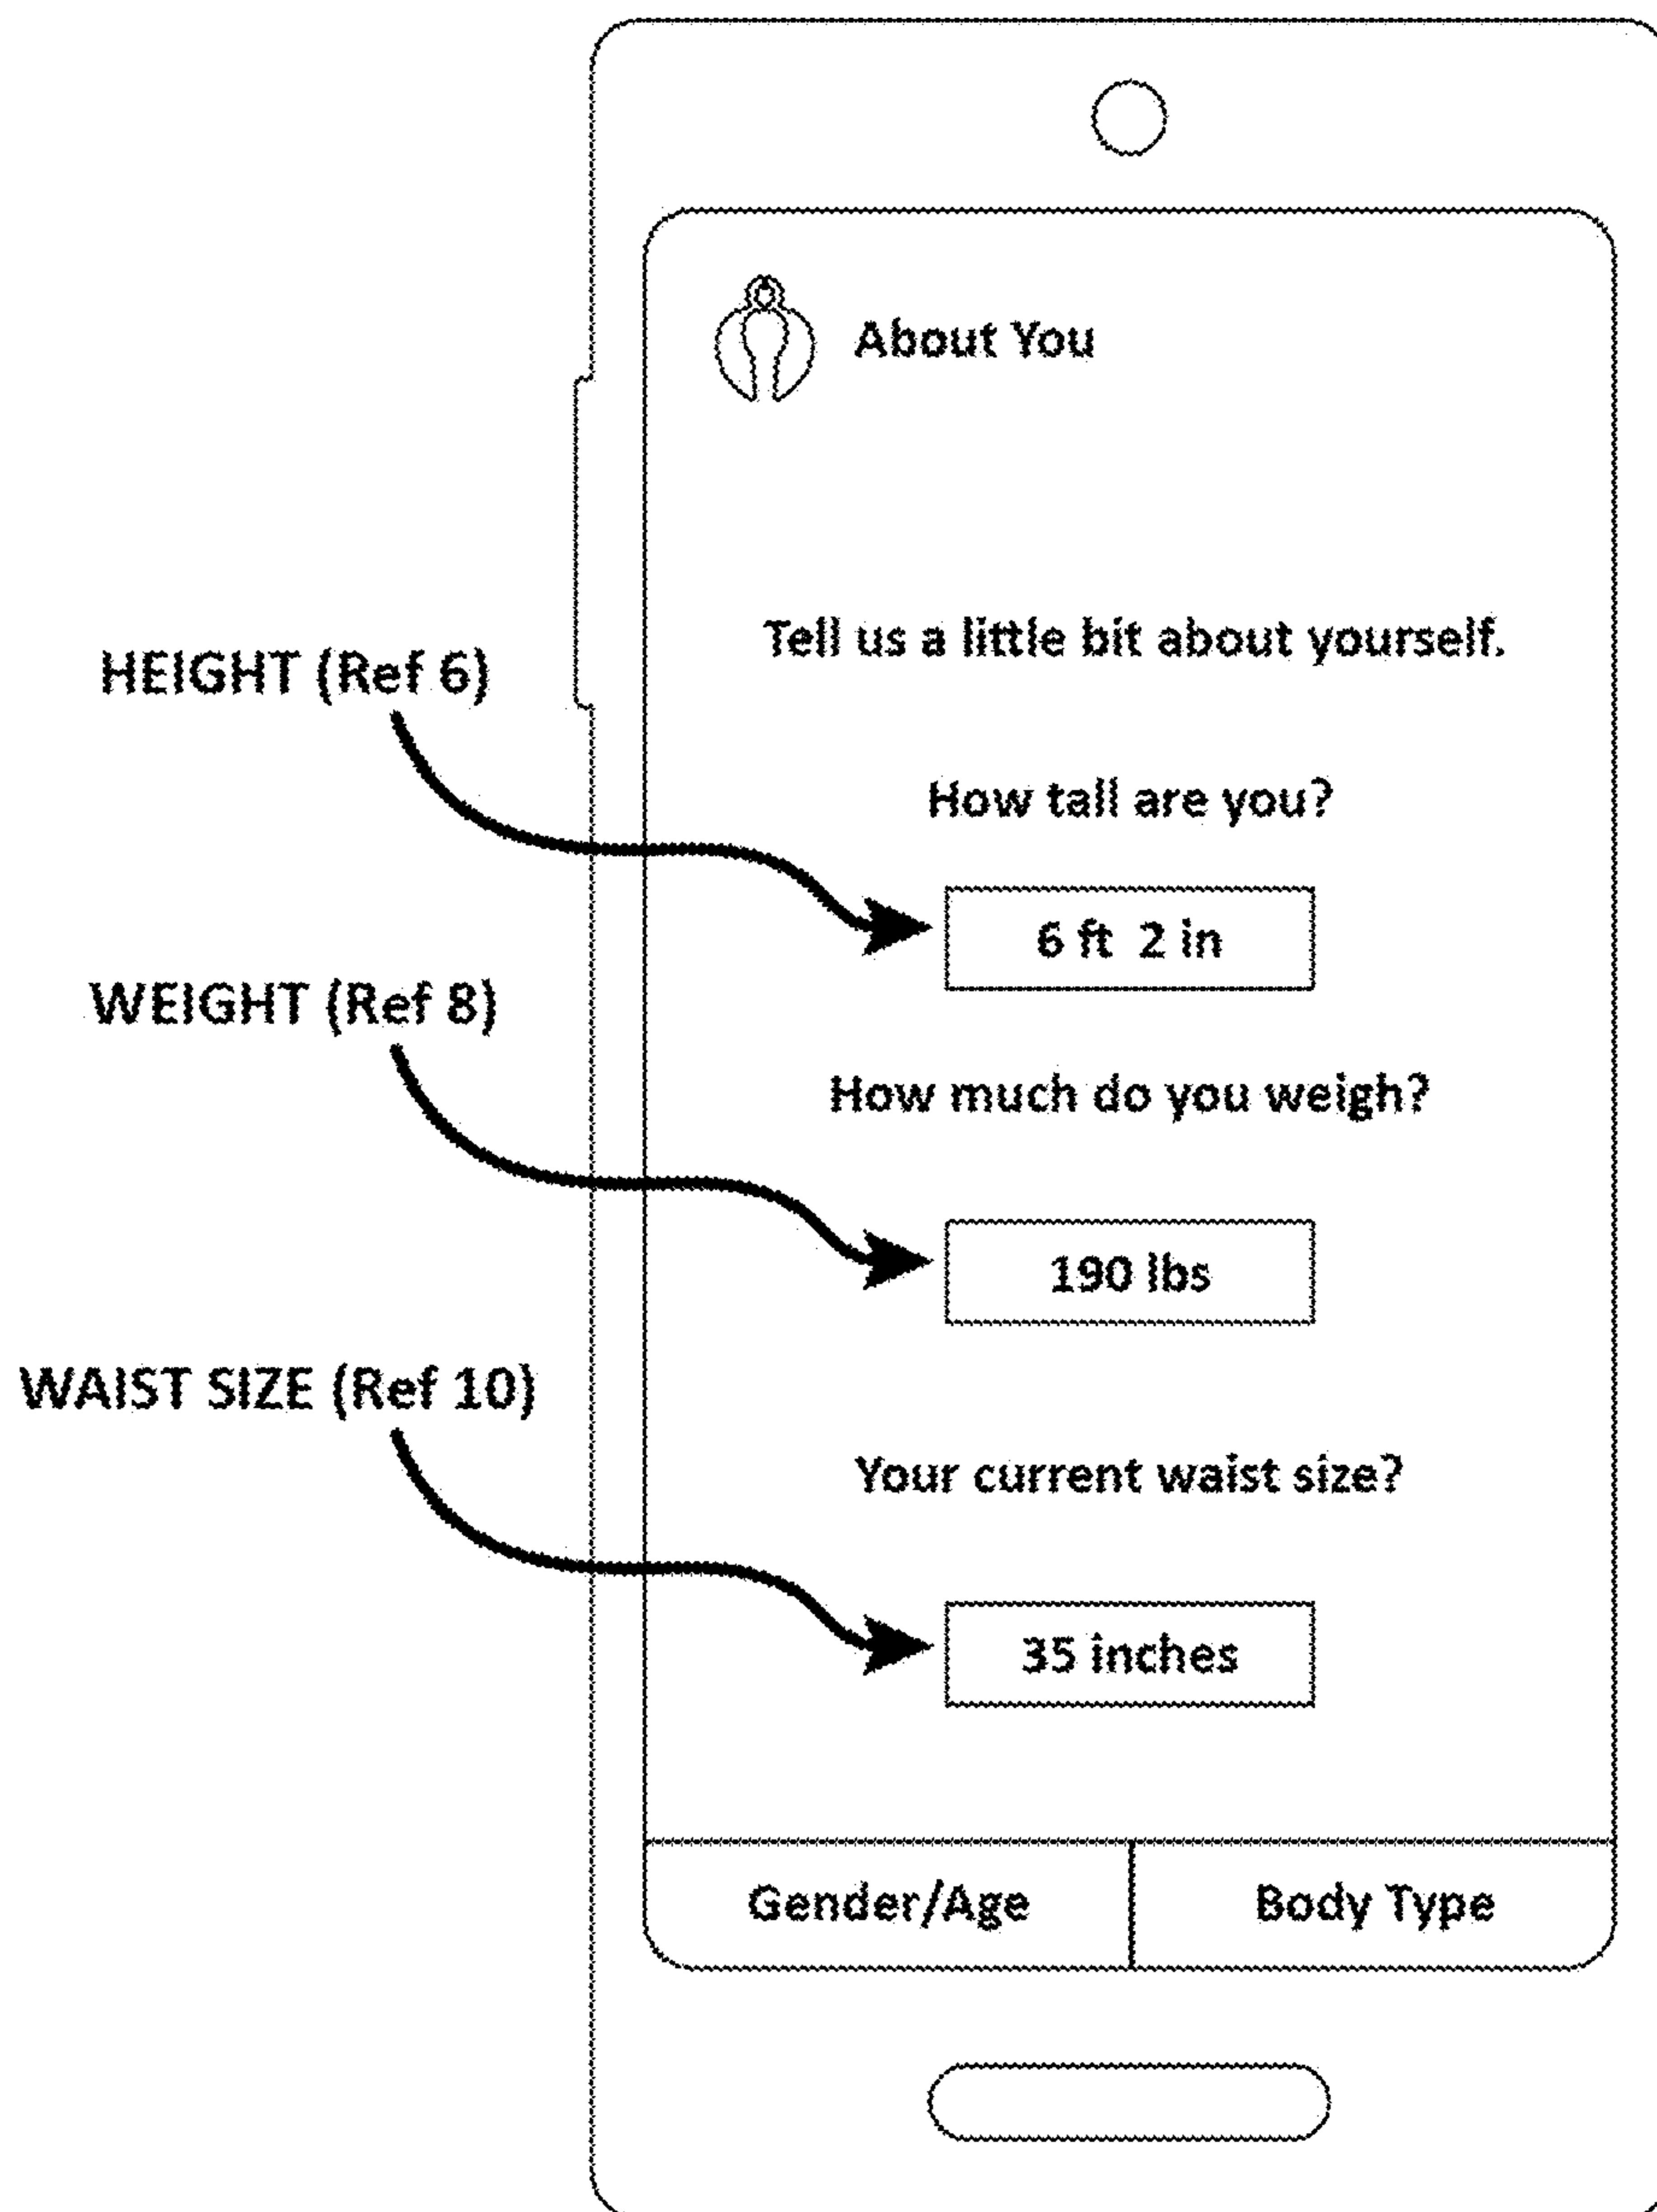 About You
Tell us a little bit about yourself.
HEIGHT (Ref 6)
How tall are you?
6 ft 2 in
WEIGHT (Ref 8)
How much do you weigh?
190 lbs
WAIST SIZE (Ref 10)
Your current waist size?
35 inches
Gender/Age
Body Type